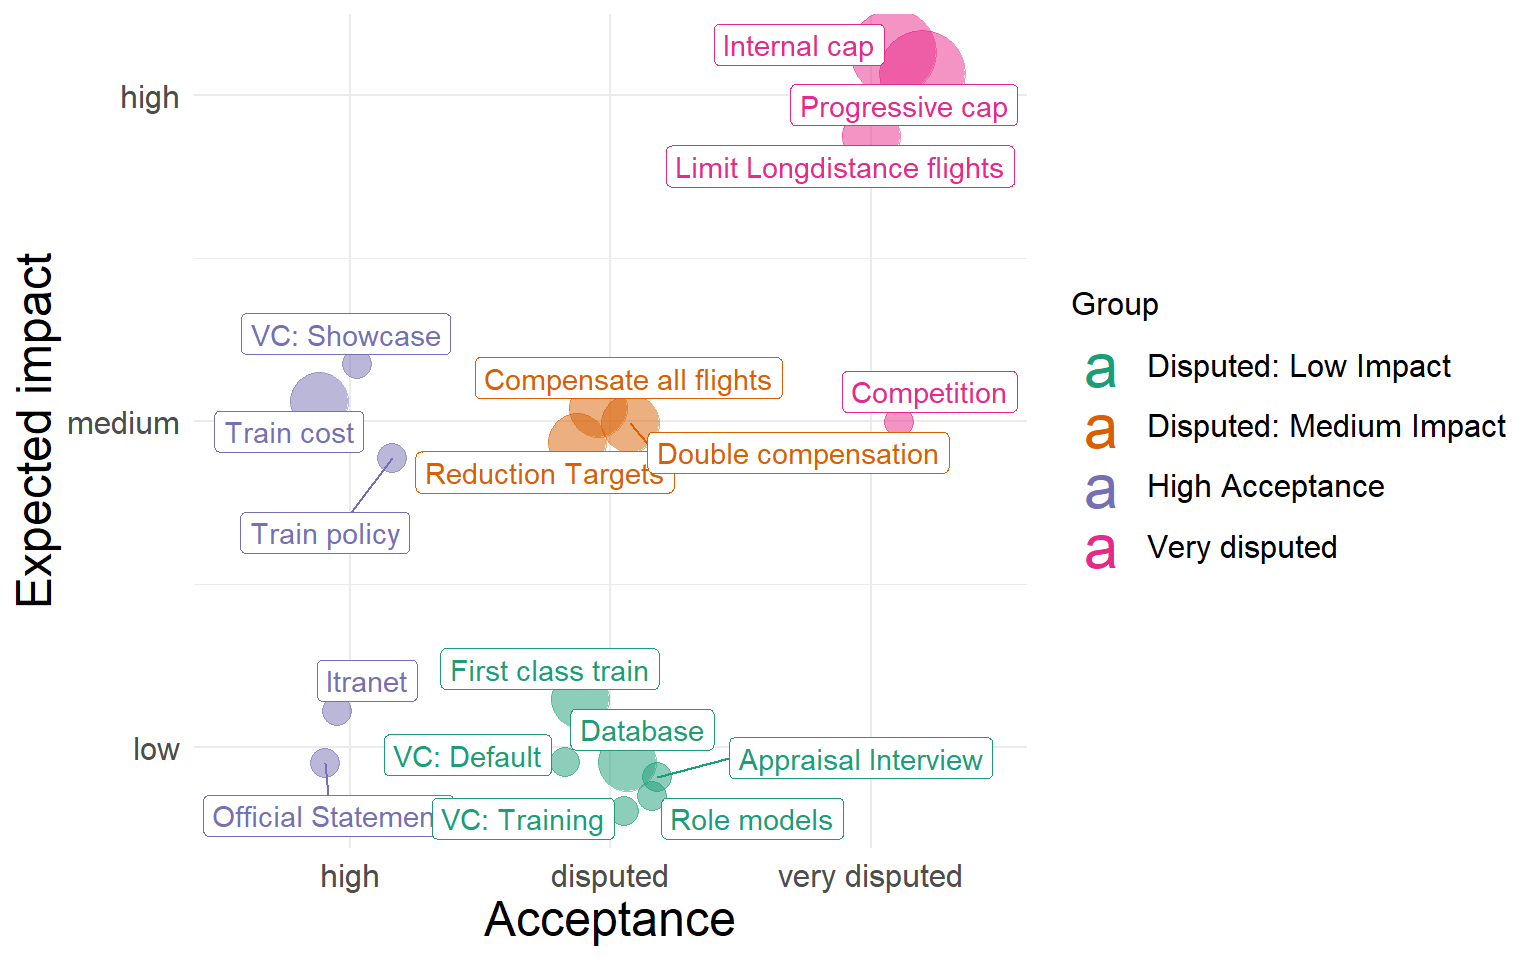 Internal cap
high
Progressive cap
Limit Longdistance flights
Expected impact
VC: Showcase
Compensate all flights
Competition
medium
Train cost
Double compensation
Reduction Targets
Train policy
Itranet
First class train
Database
low
VC: Default
Appraisal Interview
Official Statemen
VC: Training
Role models
high
disputed
very disputed
Acceptance
Group
a Disputed: Low Impact
a Disputed: Medium Impact
a High Acceptance
a Very disputed